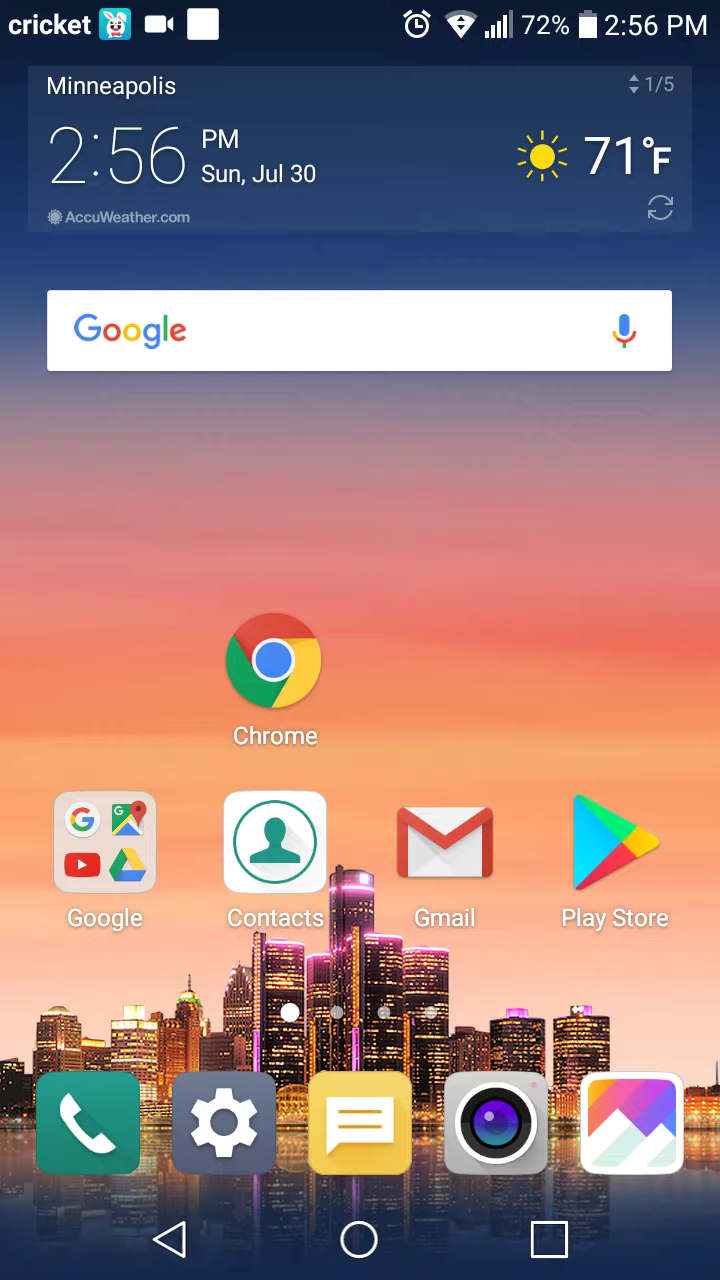 cricket 72% 2:56 PM
Minneapolis 1/5
2:56 PM
Sun, Jul 30
71°F
AccuWeather.com
Google
Chrome
Google Contacts Gmail Play Store